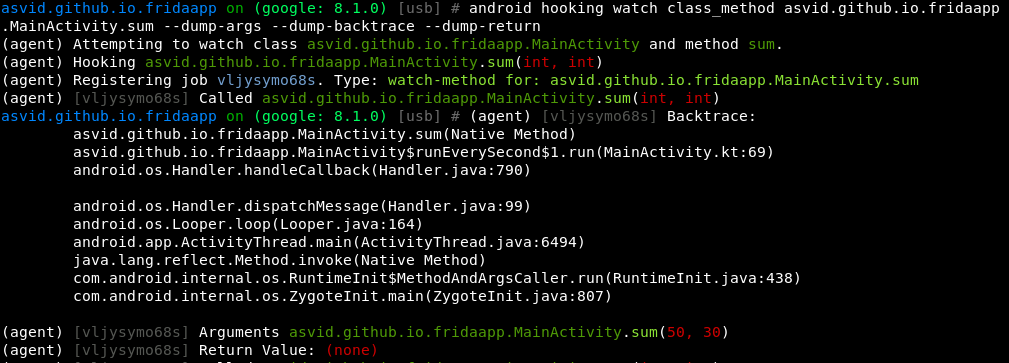 asvid.github.io.fridaapp on (google: 8.1.0) [usb] # android hooking watch class_method asvid.github.io.fridaapp
.MainActivity.sum --dump-args --dump-backtrace --dump-return
(agent) Attempting to watch class asvid.github.io.fridaapp.MainActivity and method sum.
(agent) Hooking asvid.github.io.fridaapp.MainActivity.sum(int, int)
(agent) Registering job vljysymo68s. Type: watch-method for: asvid.github.io.fridaapp.MainActivity.sum
(agent) [vljysymo68s] Called asvid.github.io.fridaapp.MainActivity.sum(int, int)
asvid.github.io.fridaapp on (google: 8.1.0) [usb] # (agent) [vljysymo68s] Backtrace:
asvid.github.io.fridaapp.MainActivity.sum(Native Method)
asvid.github.io.fridaapp.MainActivity$runEverySecond$1.run(MainActivity.kt:69)
android.os.Handler.handleCallback(Handler.java:790)
android.os.Handler.dispatchMessage(Handler.java:99)
android.os.Looper.loop(Looper.java:164)
android.app.ActivityThread.main(ActivityThread.java:6494)
java.lang.reflect.Method.invoke(Native Method)
com.android.internal.os.RuntimeInit$MethodAndArgsCaller.run(RuntimeInit.java:438)
com.android.internal.os.ZygoteInit.main(ZygoteInit.java:807)
(agent) [vljysymo68s] Arguments asvid.github.io.fridaapp.MainActivity.sum(50, 30)
(agent) [vljysymo68s] Return Value: (none)